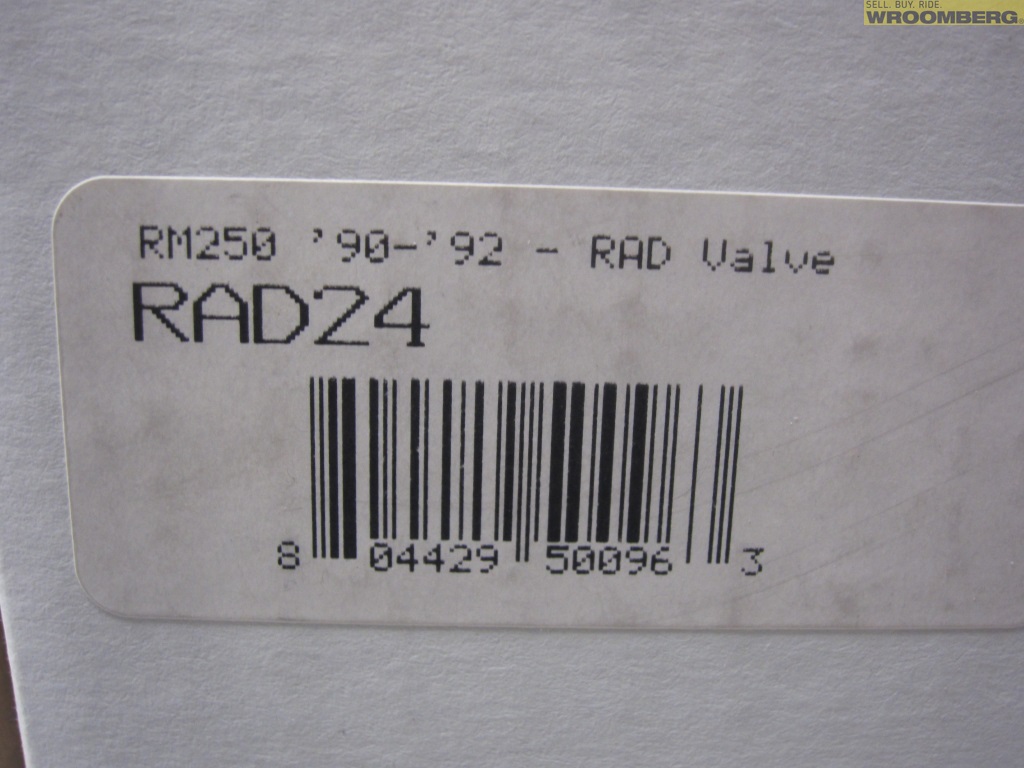 SELL. BUY. RIDE.
WROOMBERG
RM250 '90-'92 - RAD Valve
RAD24
8 04429 50096 3